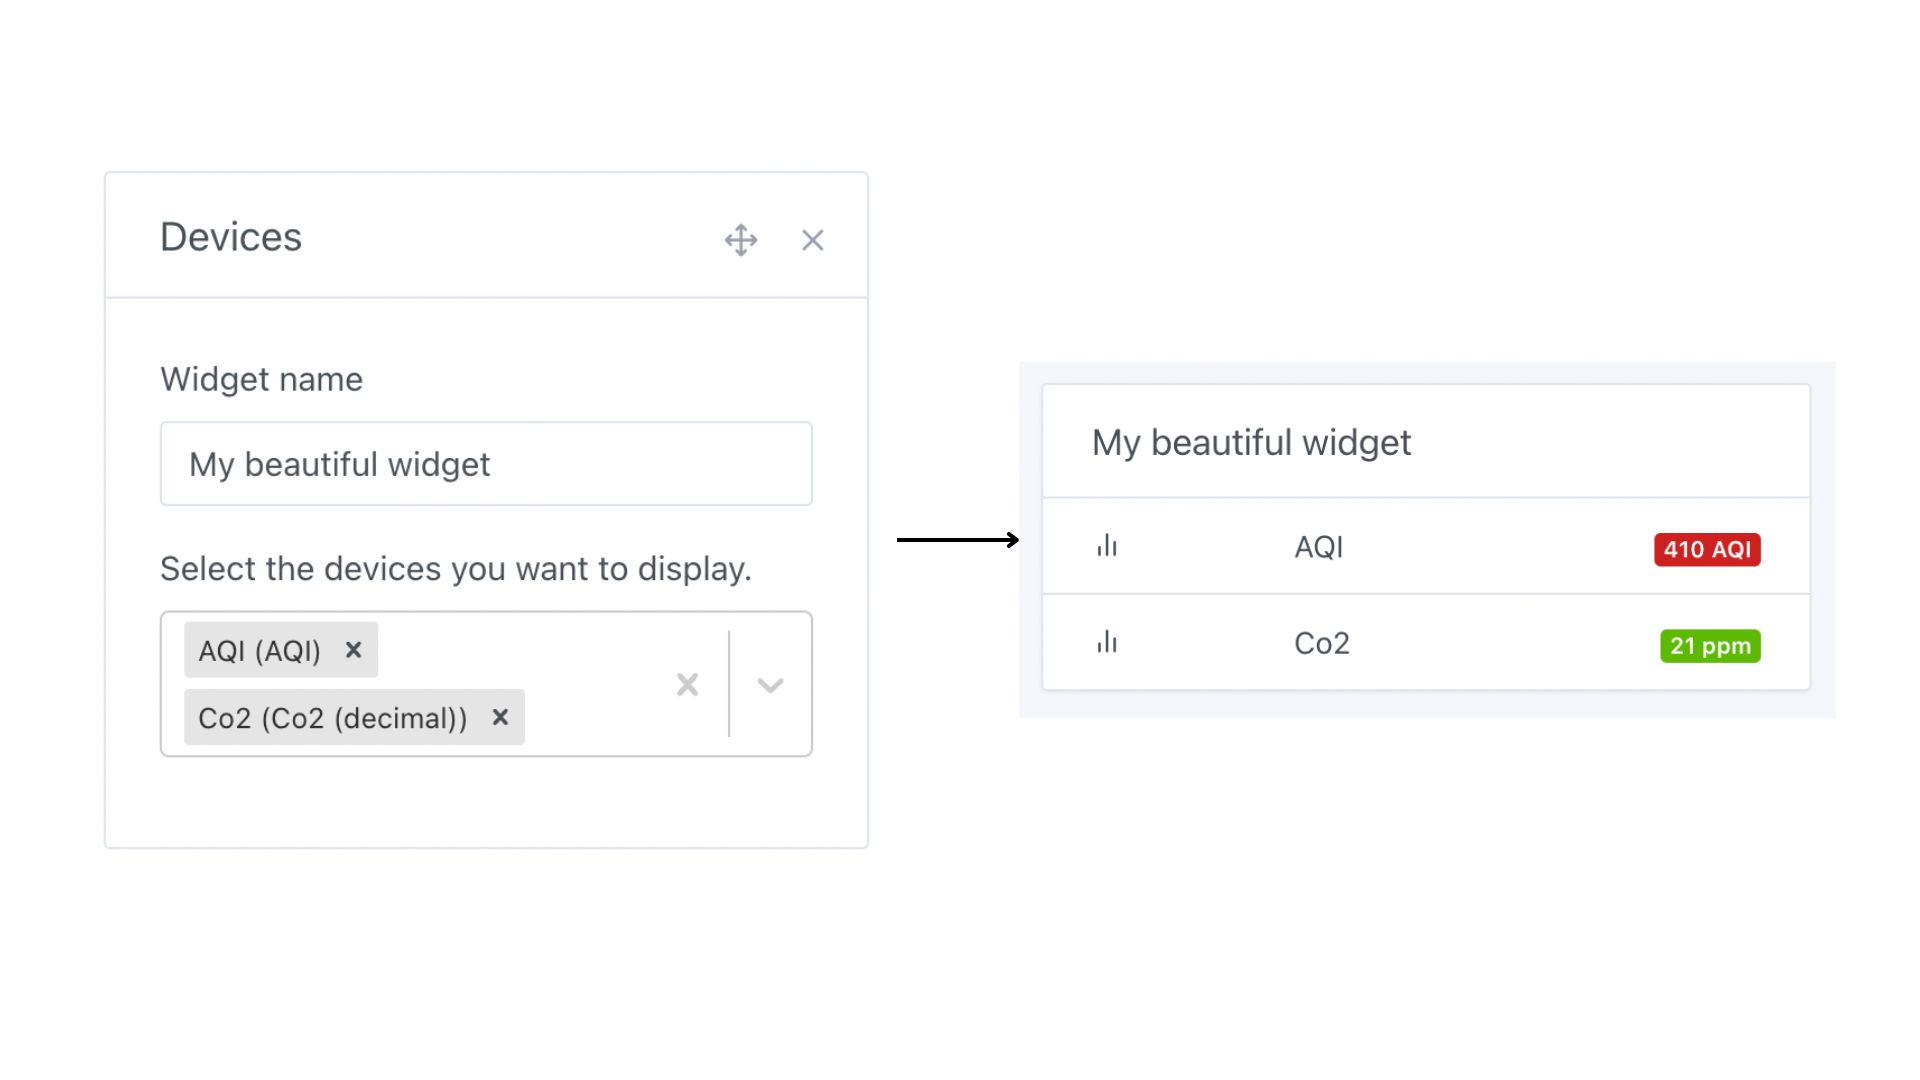 Devices
Widget name
My beautiful widget
Select the devices you want to display.
AQI (AQI)
Co2 (Co2 (decimal))
My beautiful widget
AQI 410 AQI
Co2 21 ppm